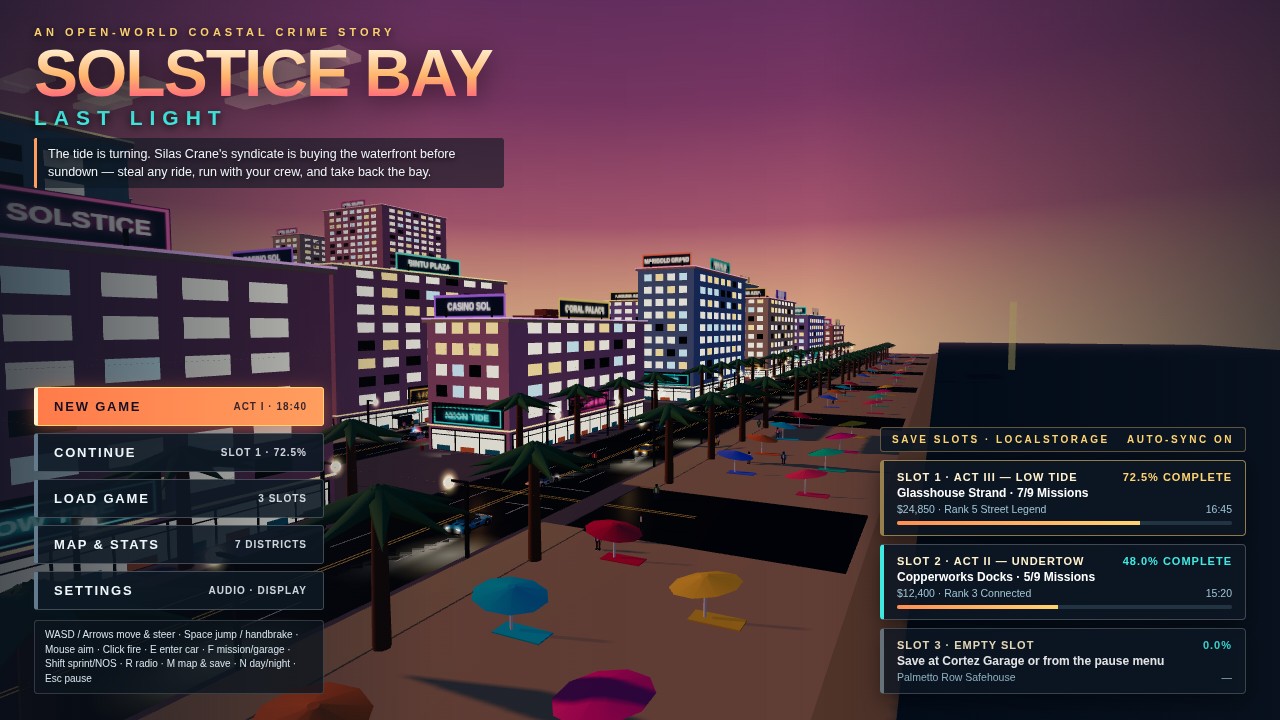 AN OPEN-WORLD COASTAL CRIME STORY
SOLSTICE BAY
LAST LIGHT
The tide is turning. Silas Crane's syndicate is buying the waterfront before
sundown — steal any ride, run with your crew, and take back the bay.
SOLSTICE
CASINO SOL
CORAL PALACE
MARIGOLD GRAND
NEON TIDE
NEW GAME ACT I · 18:40
CONTINUE SLOT 1 · 72.5%
LOAD GAME 3 SLOTS
MAP & STATS 7 DISTRICTS
SETTINGS AUDIO · DISPLAY
WASD / Arrows move & steer · Space jump / handbrake ·
Mouse aim · Click fire · E enter car · F mission/garage ·
Shift sprint/NOS · R radio · M map & save · N day/night ·
Esc pause
SAVE SLOTS · LOCALSTORAGE AUTO-SYNC ON
SLOT 1 · ACT III — LOW TIDE 72.5% COMPLETE
Glasshouse Strand · 7/9 Missions
$24,850 · Rank 5 Street Legend 16:45
SLOT 2 · ACT II — UNDERTOW 48.0% COMPLETE
Copperworks Docks · 5/9 Missions
$12,400 · Rank 3 Connected 15:20
SLOT 3 · EMPTY SLOT 0.0%
Save at Cortez Garage or from the pause menu
Palmetto Row Safehouse —